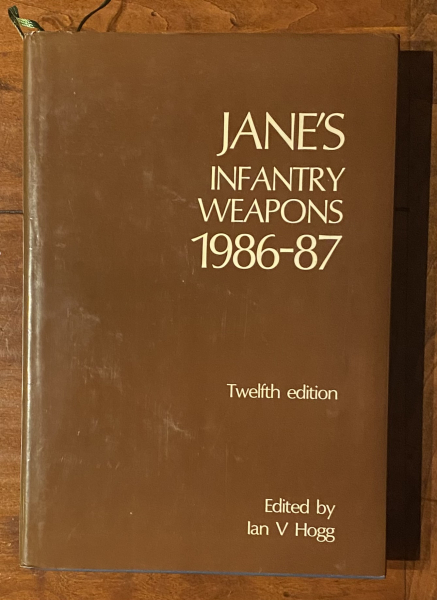 JANE'S
INFANTRY
WEAPONS
1986-87
Twelfth edition
Edited by
Ian V Hogg